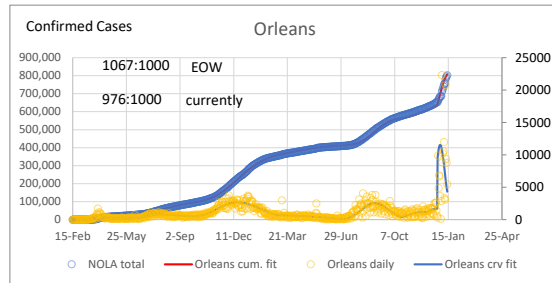 Orleans
Confirmed Cases
1067:1000 EOW
976:1000 currently
900,000
800,000
700,000
600,000
500,000
400,000
300,000
200,000
100,000
0
25000
20000
15000
10000
5000
0
15-Feb 25-May 2-Sep 11-Dec 21-Mar 29-Jun 7-Oct 15-Jan 25-Apr
NOLA total Orleans cum. fit Orleans daily Orleans crv fit